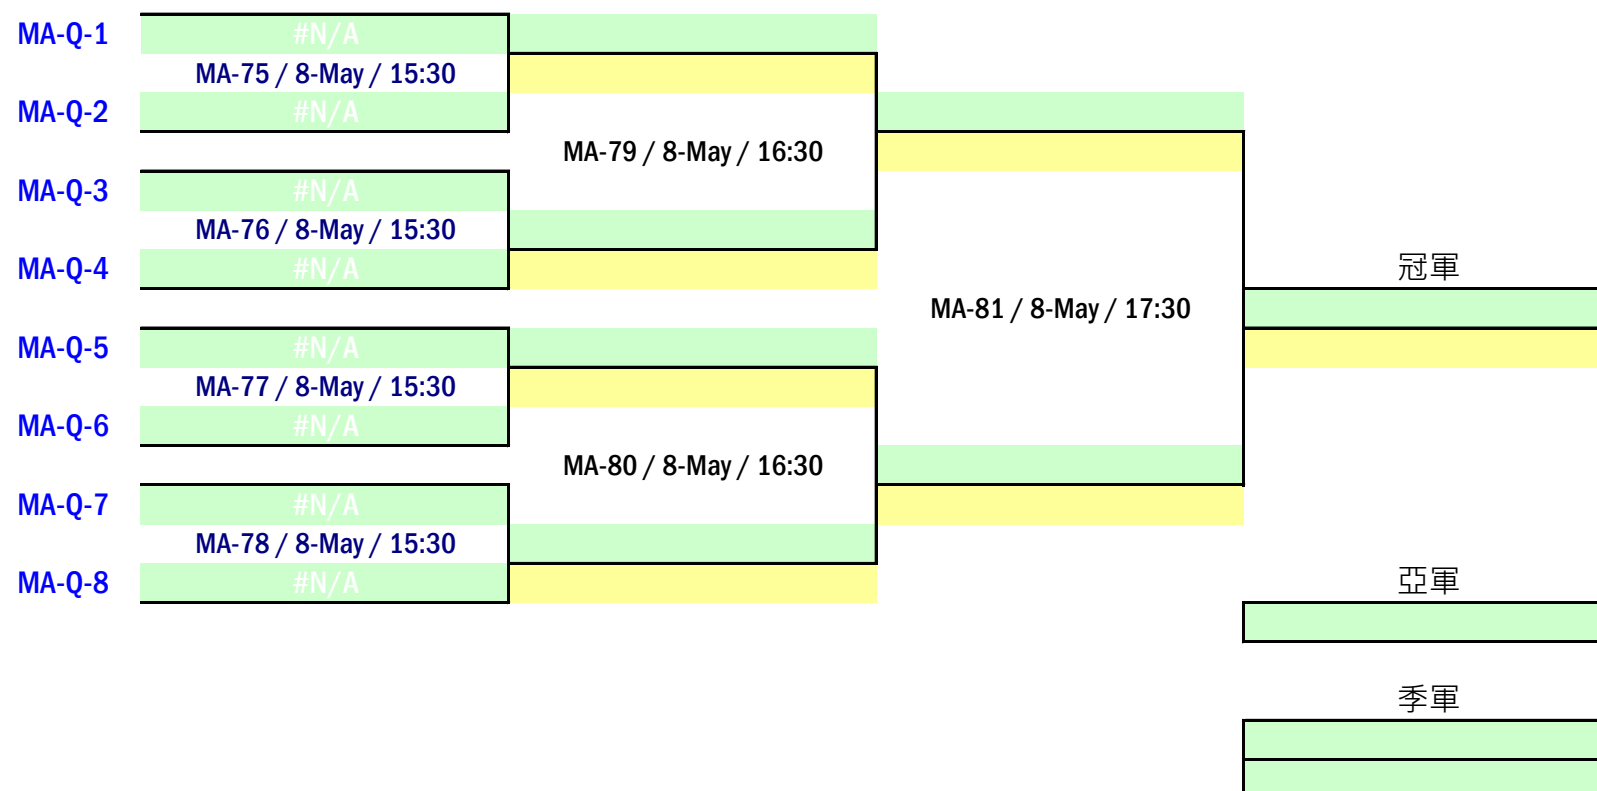 MA-Q-1 #N/A
MA-75 / 8-May / 15:30
MA-Q-2 #N/A
MA-79 / 8-May / 16:30
MA-Q-3 #N/A
MA-76 / 8-May / 15:30
MA-Q-4 #N/A
冠軍
MA-81 / 8-May / 17:30
MA-Q-5 #N/A
MA-77 / 8-May / 15:30
MA-Q-6 #N/A
MA-80 / 8-May / 16:30
MA-Q-7 #N/A
MA-78 / 8-May / 15:30
MA-Q-8 #N/A
亞軍
季軍